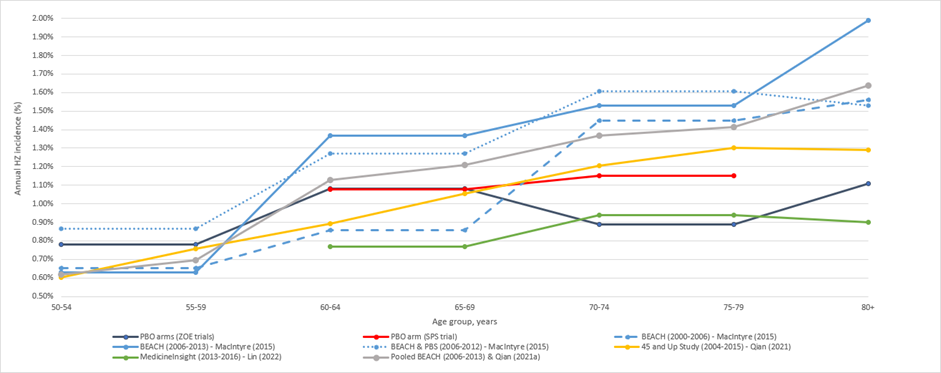 2.00%
1.90%
1.80%
1.70%
1.60%
1.50%
1.40%
1.30%
1.20%
1.10%
1.00%
0.90%
0.80%
0.70%
0.60%
0.50%
Annual HZ incidence (%)
50-54 55-59 60-64 65-69 70-74 75-79 80+
Age group, years
PBO arms (ZOE trials) PBO arm (SPS trial) BEACH (2000-2006) - MacIntyre (2015)
BEACH (2006-2013) - MacIntyre (2015) BEACH & PBS (2006-2012) - MacIntyre (2015) 45 and Up Study (2004-2015) - Qian (2021)
MedicineInsight (2013-2016) - Lin (2022) Pooled BEACH (2006-2013) & Qian (2021a)